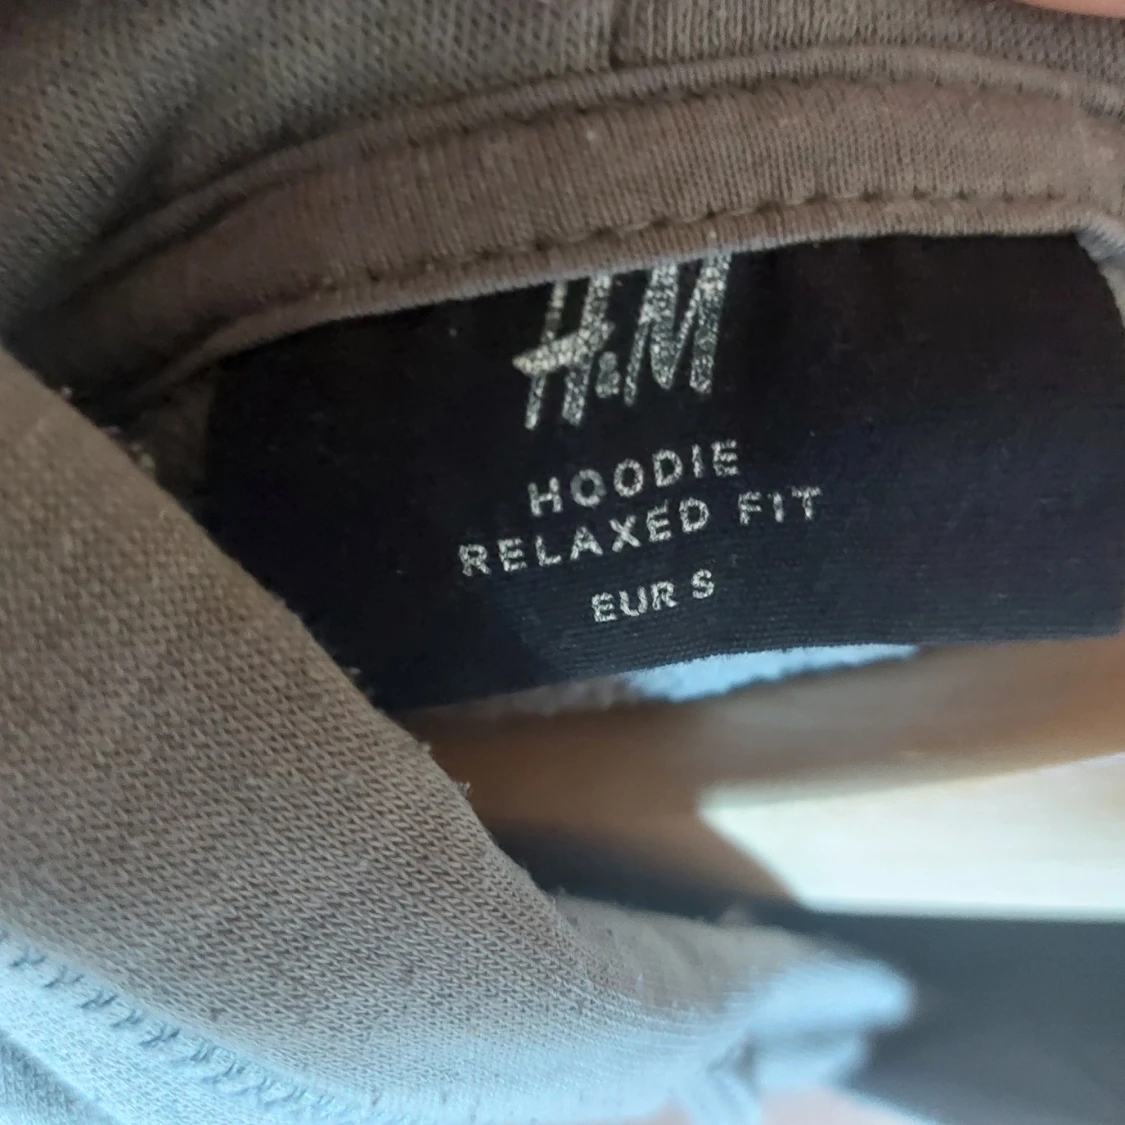 H&M
HOODIE
RELAXED FIT
EUR S